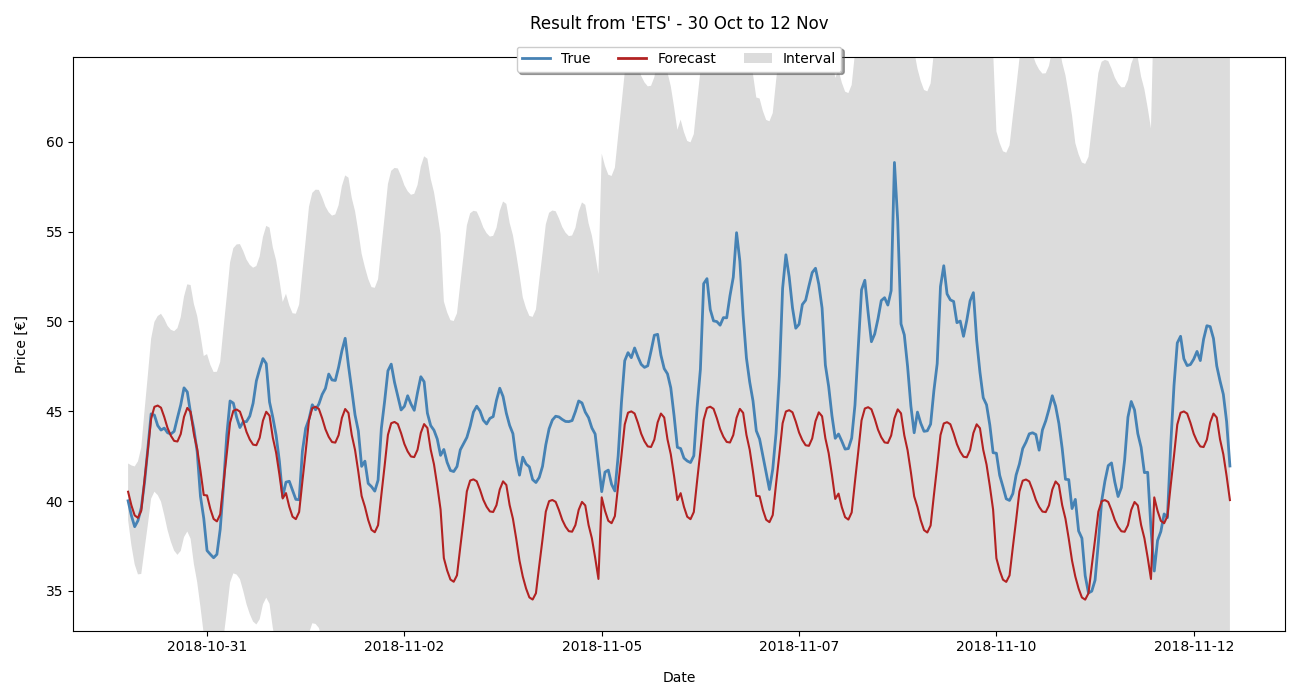 Result from 'ETS' - 30 Oct to 12 Nov
True Forecast Interval
Price [€]
60
55
50
45
40
35
2018-10-31 2018-11-02 2018-11-05 2018-11-07 2018-11-10 2018-11-12
Date